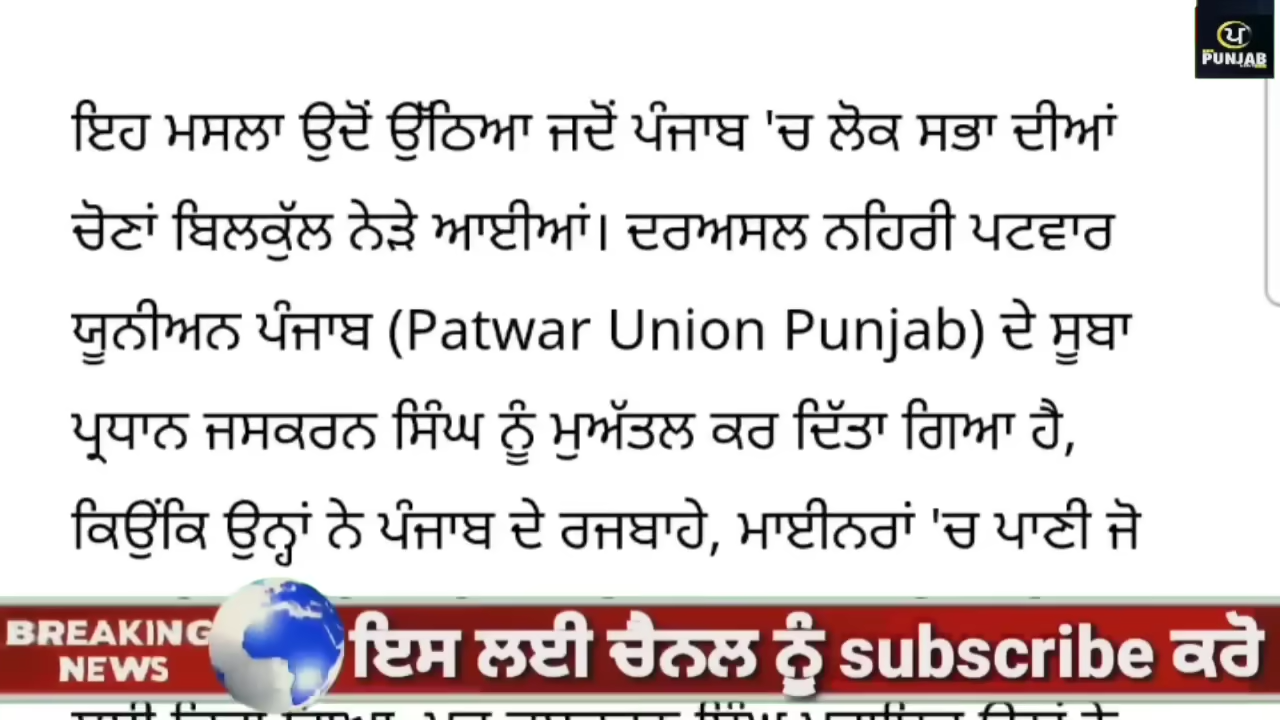 ਪ
PUNJAB
ਇਹ ਮਸਲਾ ਉਦੋਂ ਉੱਠਿਆ ਜਦੋਂ ਪੰਜਾਬ 'ਚ ਲੋਕ ਸਭਾ ਦੀਆਂ
ਚੋਣਾਂ ਬਿਲਕੁੱਲ ਨੇੜੇ ਆਈਆਂ। ਦਰਅਸਲ ਨਹਿਰੀ ਪਟਵਾਰ
ਯੂਨੀਅਨ ਪੰਜਾਬ (Patwar Union Punjab) ਦੇ ਸੂਬਾ
ਪ੍ਰਧਾਨ ਜਸਕਰਨ ਸਿੰਘ ਨੂੰ ਮੁਅੱਤਲ ਕਰ ਦਿੱਤਾ ਗਿਆ ਹੈ,
ਕਿਉਂਕਿ ਉਨ੍ਹਾਂ ਨੇ ਪੰਜਾਬ ਦੇ ਰਜਬਾਹੇ, ਮਾਈਨਰਾਂ 'ਚ ਪਾਣੀ ਜੋ
BREAKING
NEWS
ਇਸ ਲਈ ਚੈਨਲ ਨੂੰ subscribe ਕਰੋ